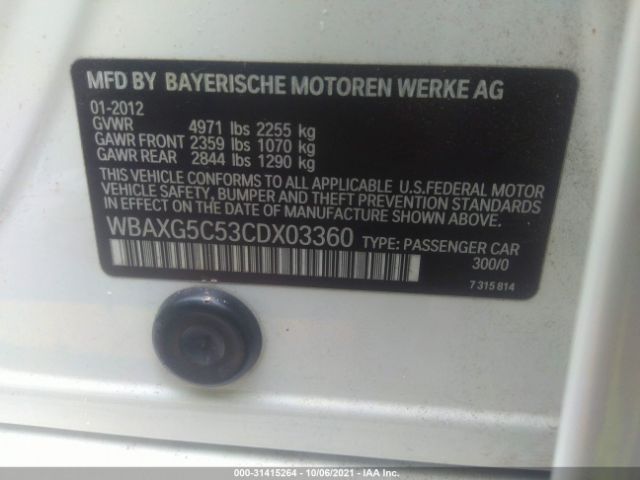 MFD BY BAYERISCHE MOTOREN WERKE AG
01-2012
GVWR 4971 lbs 2255 kg
GAWR FRONT 2359 lbs 1070 kg
GAWR REAR 2844 lbs 1290 kg
THIS VEHICLE CONFORMS TO ALL APPLICABLE U.S.FEDERAL MOTOR
VEHICLE SAFETY, BUMPER AND THEFT PREVENTION STANDARDS
IN EFFECT ON THE DATE OF MANUFACTURE SHOWN ABOVE.
WBAXG5C53CDX03360 TYPE: PASSENGER CAR
300/0
7 315 814
000-31415264 - 10/06/2021 - IAA Inc.